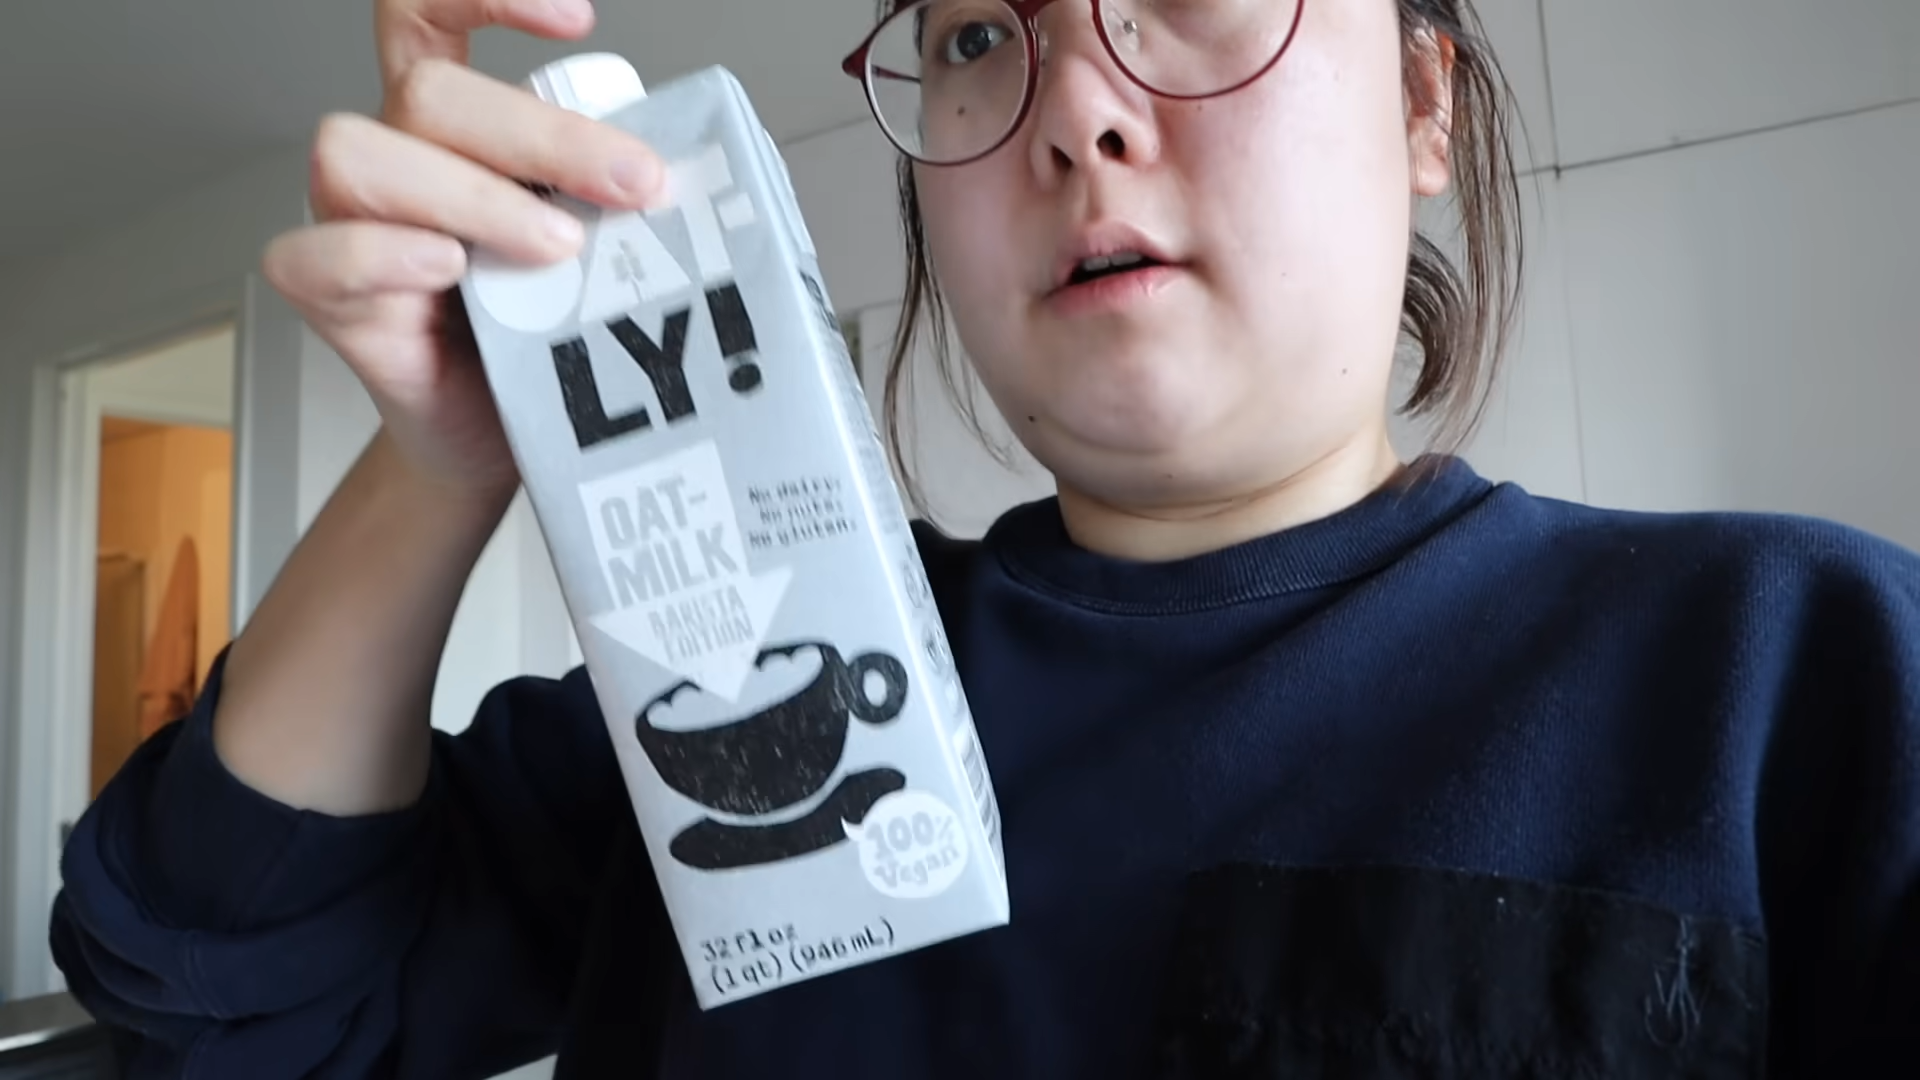 OAT-
LY!
OAT-
MILK
BARISTA
EDITION
No dairy.
No nuts.
No gluten.
100%
Vegan
32 fl oz
(1 qt) (946 mL)